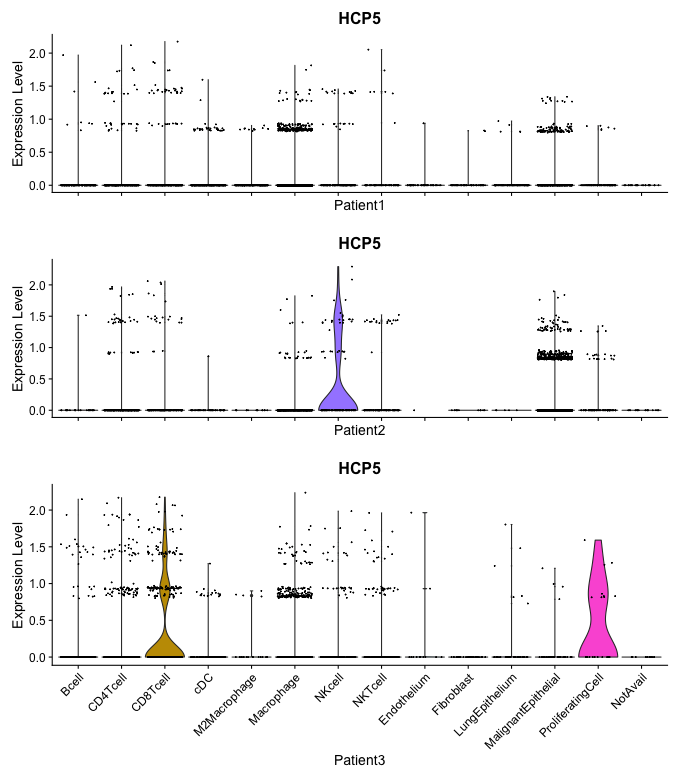 HCP5
Expression Level
2.0
1.5
1.0
0.5
0.0
Patient1
HCP5
Expression Level
2.0
1.5
1.0
0.5
0.0
Patient2
HCP5
Expression Level
2.0
1.5
1.0
0.5
0.0
Bcell
CD4Tcell
CD8Tcell
cDC
M2Macrophage
Macrophage
NKcell
NKTcell
Endothelium
Fibroblast
LungEpithelium
MalignantEpithelial
ProliferatingCell
NotAvail
Patient3